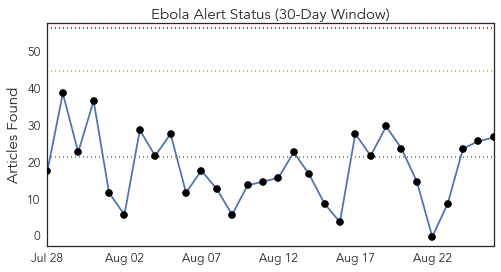 Ebola Alert Status (30-Day Window)
Articles Found
50
40
30
20
10
0
Jul 28 Aug 02 Aug 07 Aug 12 Aug 17 Aug 22